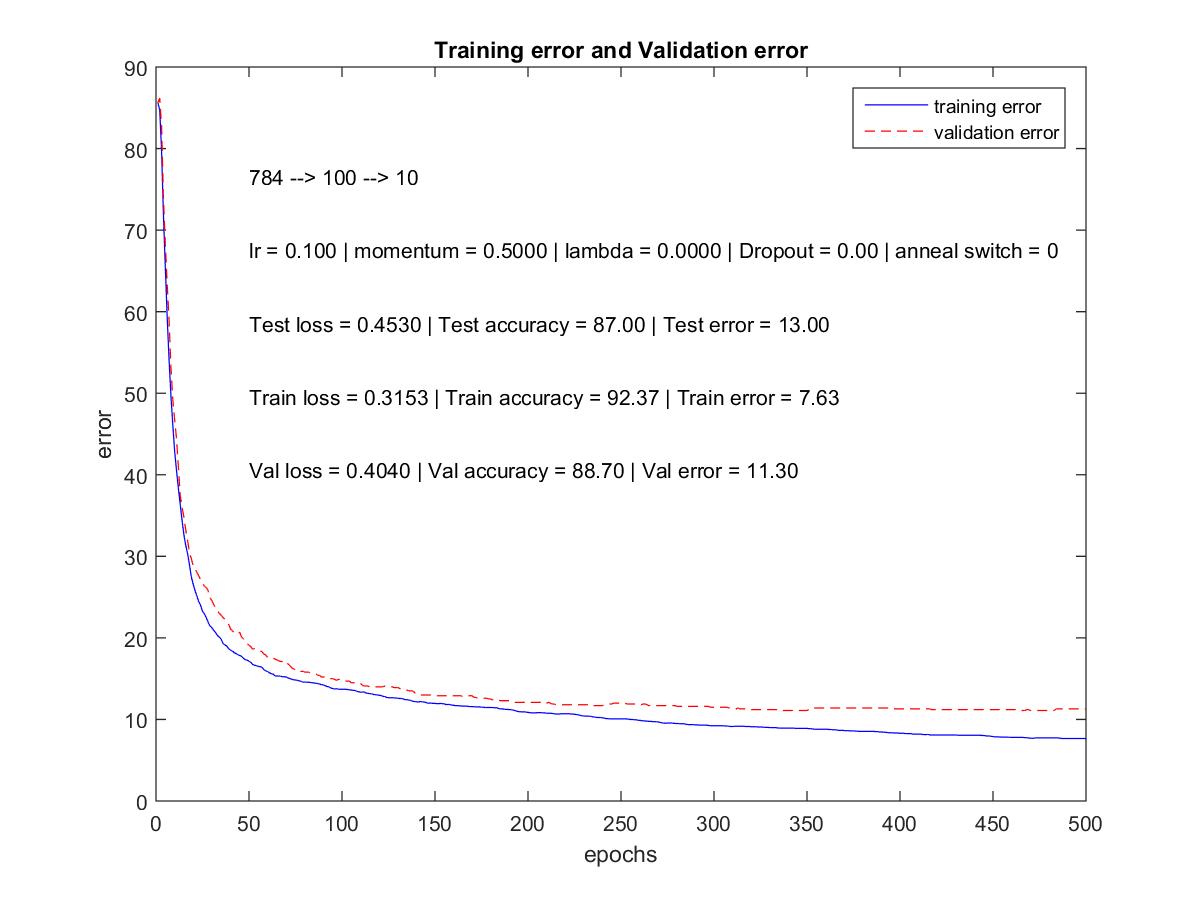 Training error and Validation error
90
80
70
60
50
40
30
20
10
0
error
training error
validation error
784 --> 100 --> 10
lr = 0.100 | momentum = 0.5000 | lambda = 0.0000 | Dropout = 0.00 | anneal switch = 0
Test loss = 0.4530 | Test accuracy = 87.00 | Test error = 13.00
Train loss = 0.3153 | Train accuracy = 92.37 | Train error = 7.63
Val loss = 0.4040 | Val accuracy = 88.70 | Val error = 11.30
0 50 100 150 200 250 300 350 400 450 500
epochs